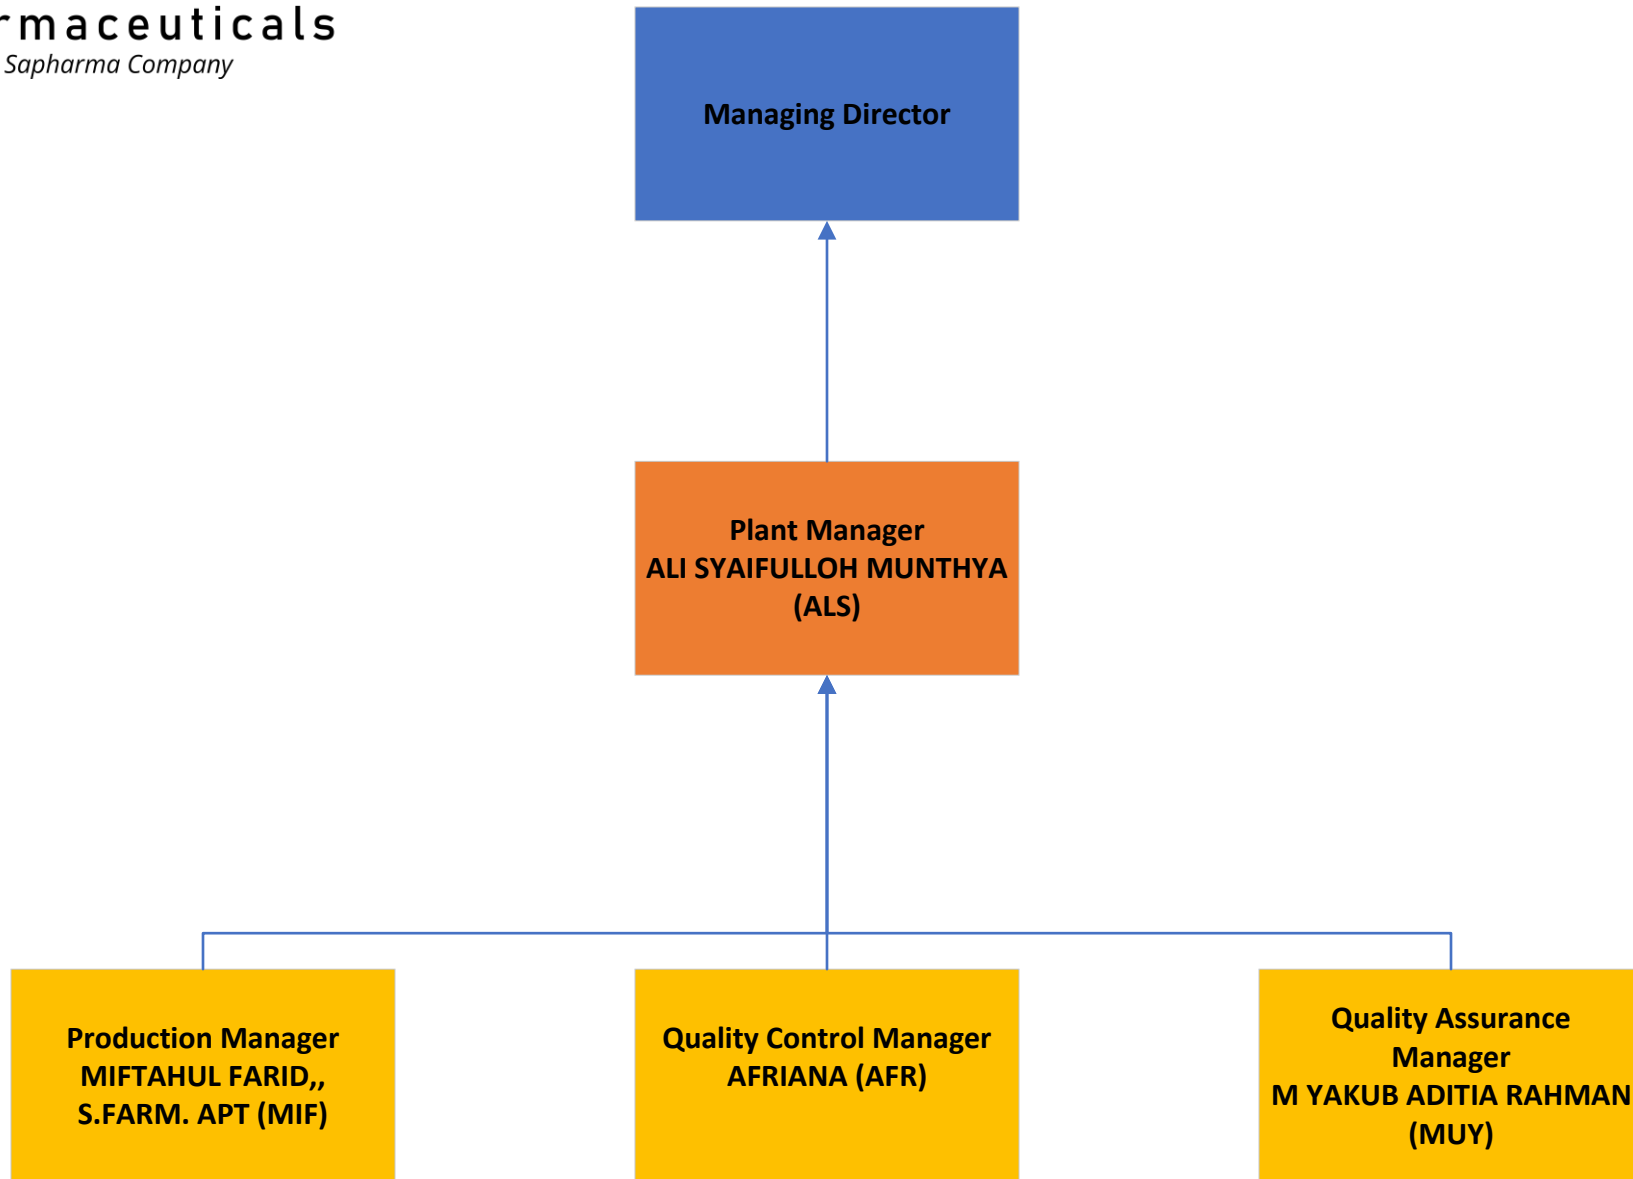 rmaceuticals
Sapharma Company
Managing Director
Plant Manager
ALI SYAIFULLOH MUNTHYA
(ALS)
Production Manager
MIFTAHUL FARID,,
S.FARM. APT (MIF)
Quality Control Manager
AFRIANA (AFR)
Quality Assurance
Manager
M YAKUB ADITIA RAHMAN
(MUY)